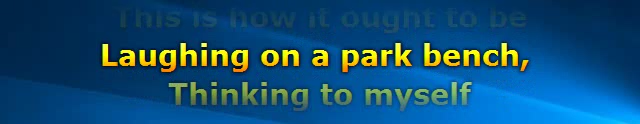 This is how it ought to be
Laughing on a park bench,
Thinking to myself